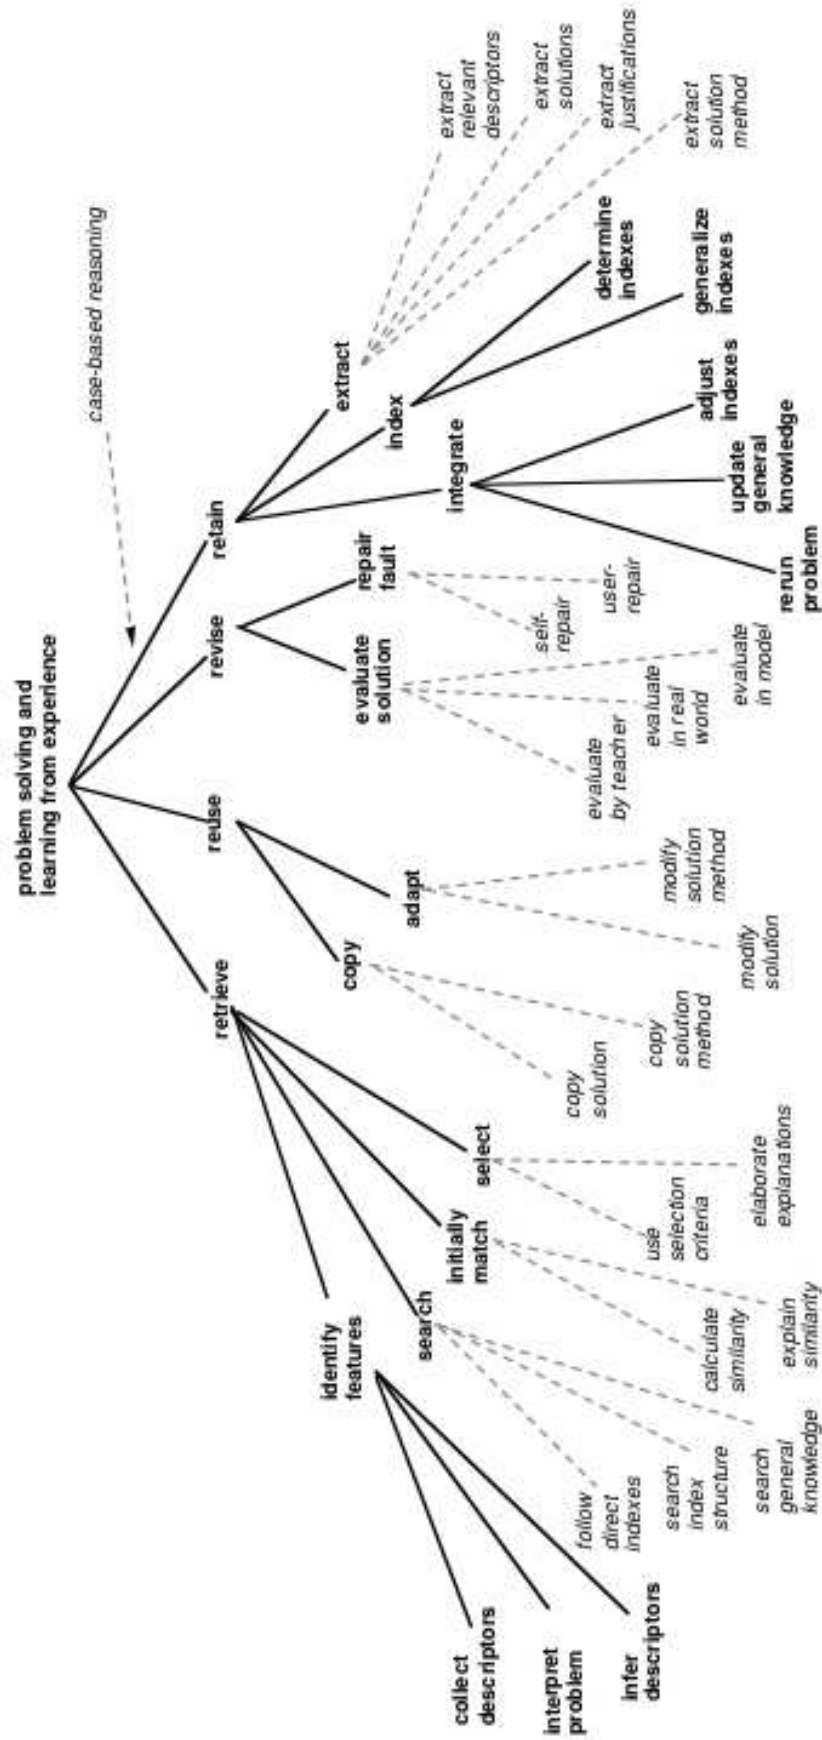 problem solving and
learning from experience
case-based reasoning
retrieve
reuse
revise
retain
identify
features
search
initially
match
select
copy
adapt
evaluate
solution
repair
fault
integrate
index
extract
collect
descriptors
interpret
problem
infer
descriptors
follow
direct
indexes
search
index
structure
search
general
knowledge
calculate
similarity
explain
similarity
use
selection
criteria
elaborate
explanations
copy
solution
copy
solution
method
modify
solution
modify
solution
method
evaluate
by teacher
evaluate
in real
world
evaluate
in model
self-
repair
user-
repair
rerun
problem
update
general
knowledge
adjust
indexes
generalize
indexes
determine
indexes
extract
relevant
descriptors
extract
solutions
extract
justifications
extract
solution
method